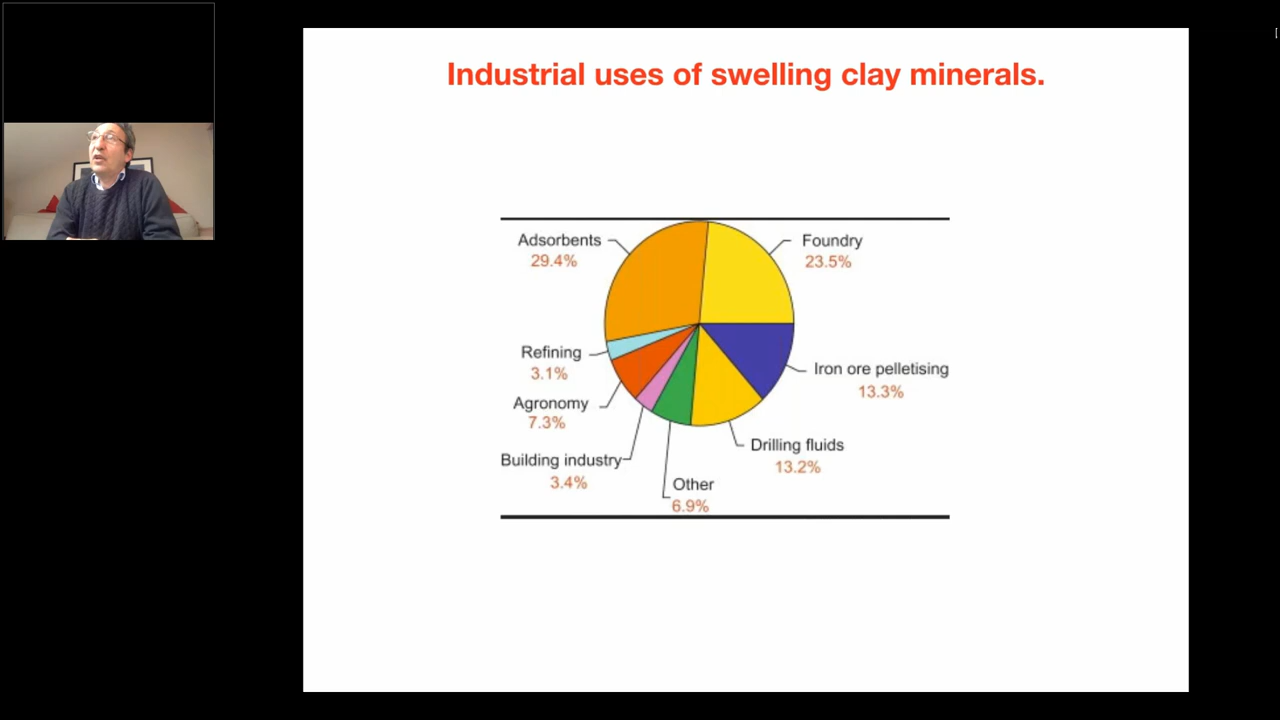 Industrial uses of swelling clay minerals.
Adsorbents
29.4%
Foundry
23.5%
Refining
3.1%
Iron ore pelletising
13.3%
Agronomy
7.3%
Drilling fluids
13.2%
Building industry
3.4%
Other
6.9%